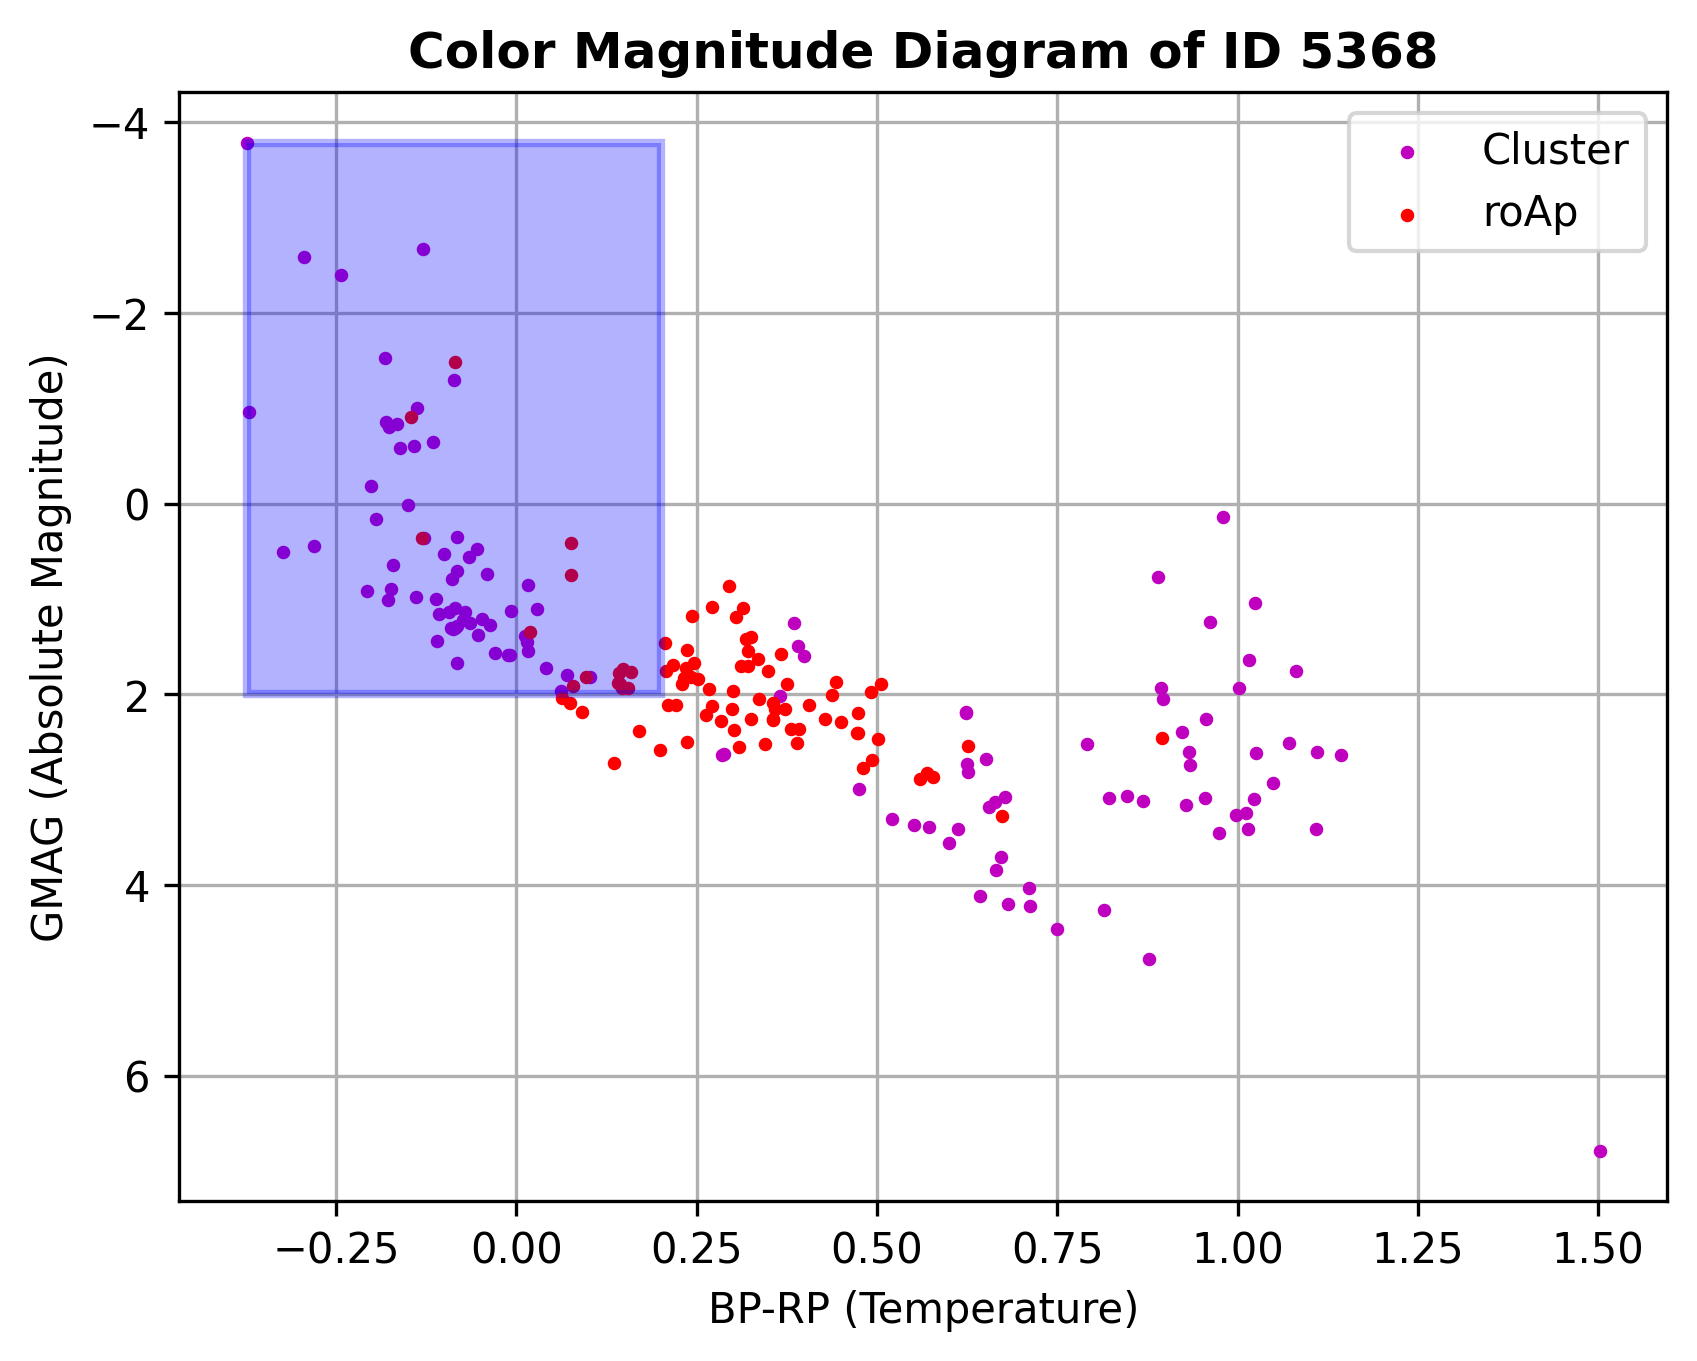 Color Magnitude Diagram of ID 5368
Cluster
roAp
GMAG (Absolute Magnitude)
−4
−2
0
2
4
6
−0.25 0.00 0.25 0.50 0.75 1.00 1.25 1.50
BP-RP (Temperature)